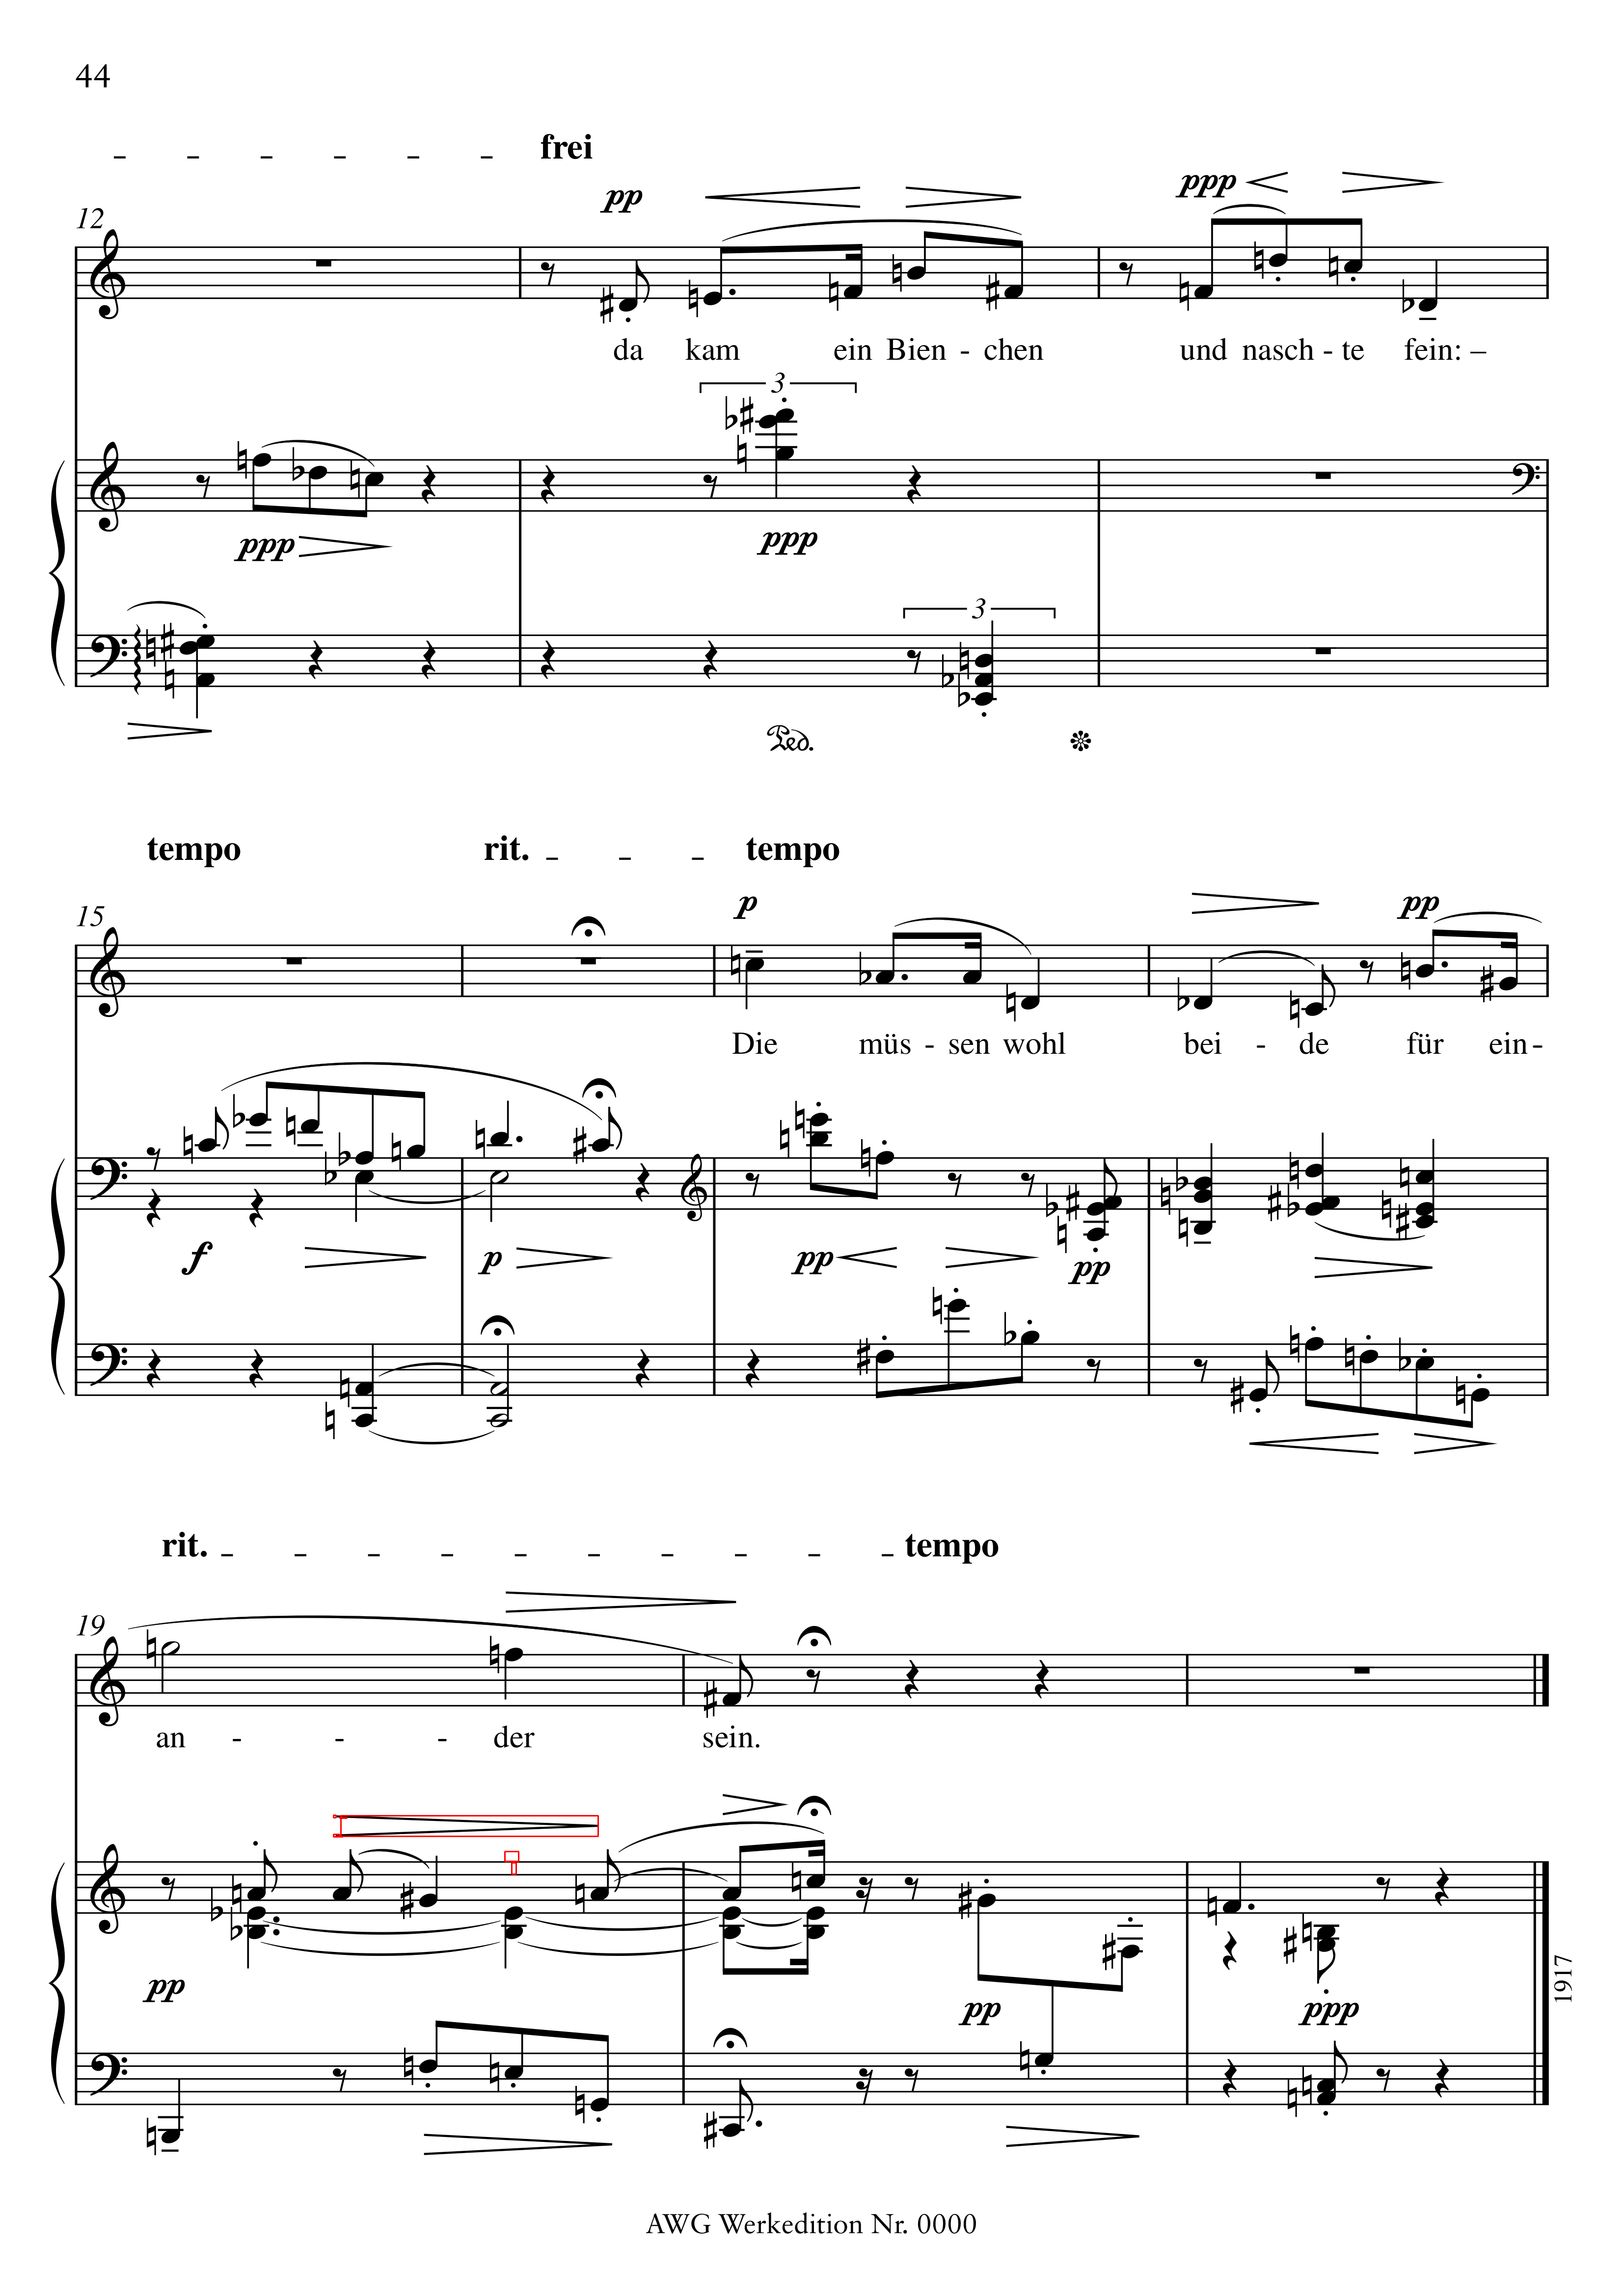 44
frei
12
pp
ppp
da kam ein Bien - chen und nasch - te fein: –
3
ppp
ppp
3
Ped.
tempo rit. tempo
15
p
pp
Die müs - sen wohl bei - de für ein -
f
p
pp
pp
rit. tempo
19
an - - - der sein.
pp
pp
ppp
1917
AWG Werkedition Nr. 0000